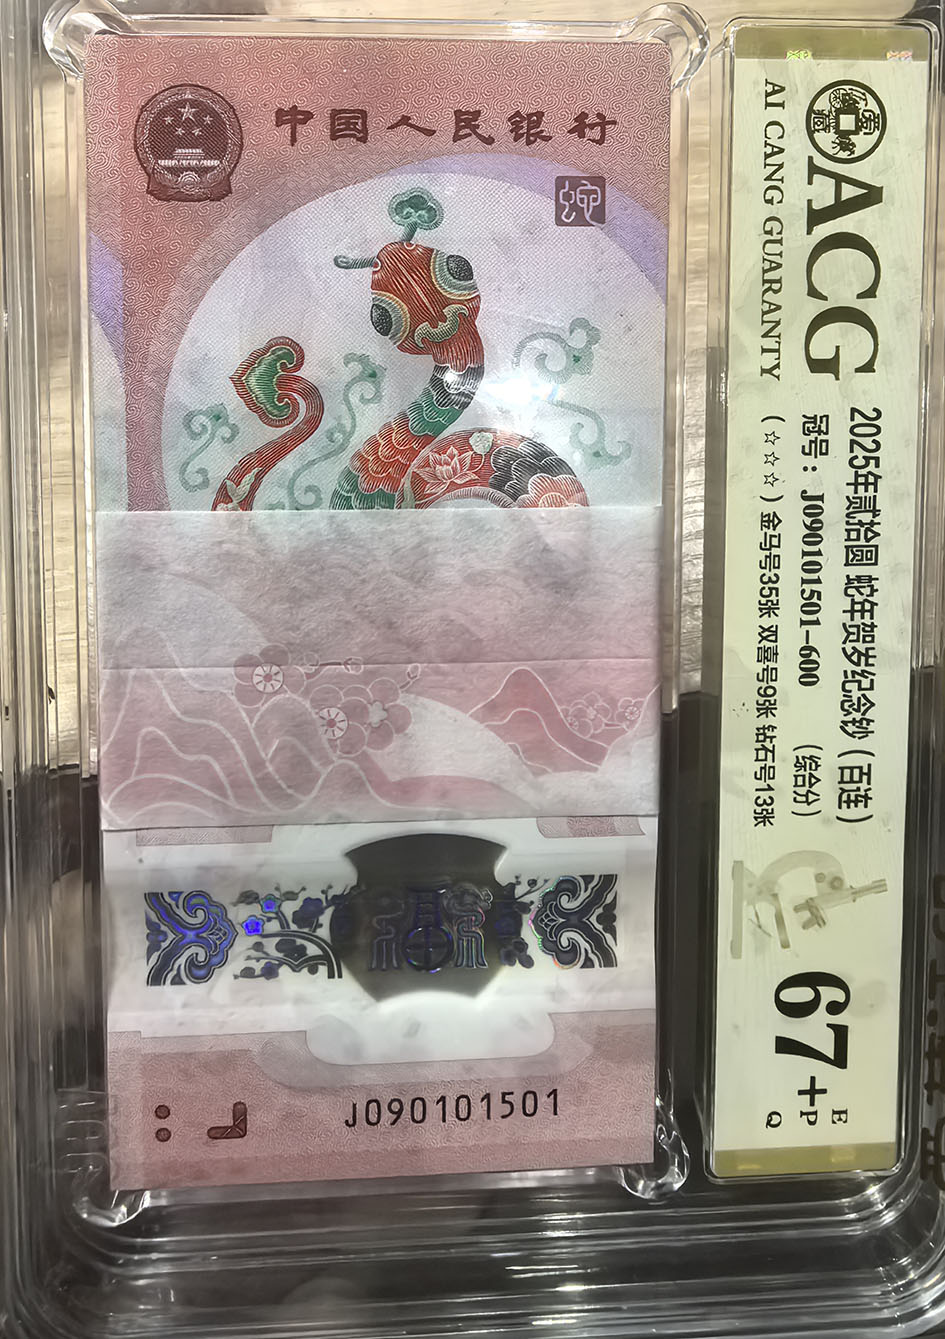 中国人民银行
J090101501
ACG
AI CANG GUARANTY
2025年贰拾圆 蛇年贺岁纪念钞（百连）
冠号：J090101501-600 （综合分）
（☆☆☆）金马号35张 双喜号9张 钻石号13张
67+
E
P
Q